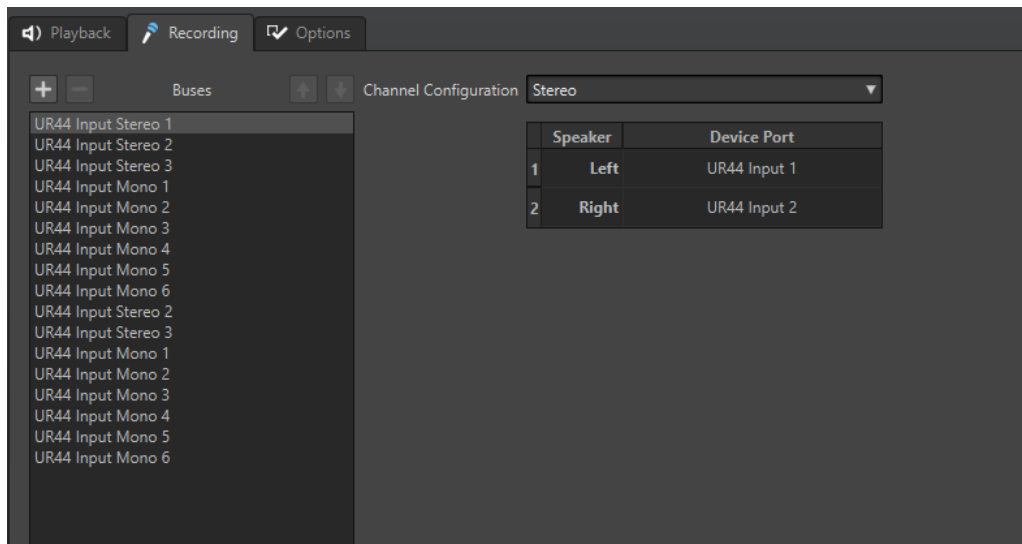 Playback Recording Options
Buses Channel Configuration Stereo
UR44 Input Stereo 1
UR44 Input Stereo 2
UR44 Input Stereo 3
UR44 Input Mono 1
UR44 Input Mono 2
UR44 Input Mono 3
UR44 Input Mono 4
UR44 Input Mono 5
UR44 Input Mono 6
UR44 Input Stereo 2
UR44 Input Stereo 3
UR44 Input Mono 1
UR44 Input Mono 2
UR44 Input Mono 3
UR44 Input Mono 4
UR44 Input Mono 5
UR44 Input Mono 6
Speaker Device Port
1 Left UR44 Input 1
2 Right UR44 Input 2